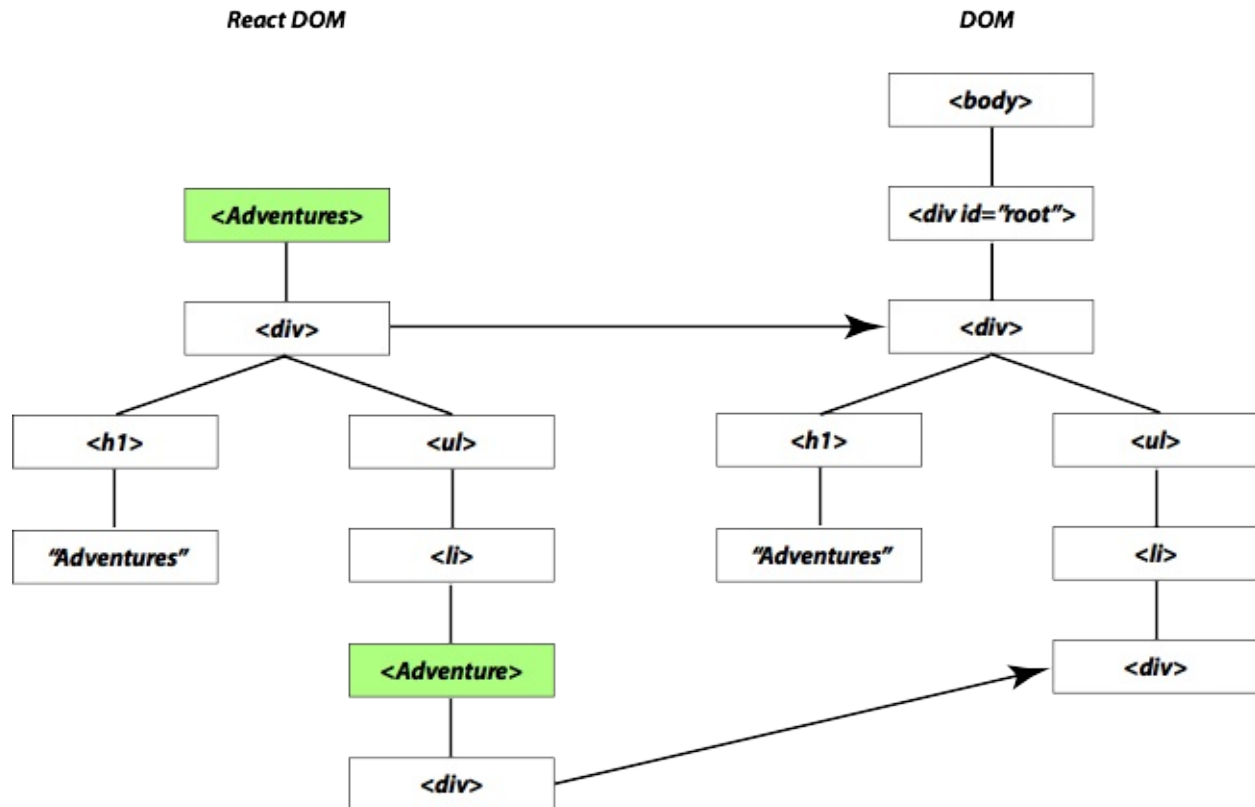 React DOM
<Adventures>
<div>
<h1>
<ul>
“Adventures”
<li>
<Adventure>
<div>
DOM
<body>
<div id=”root”>
<div>
<h1>
<ul>
“Adventures”
<li>
<div>